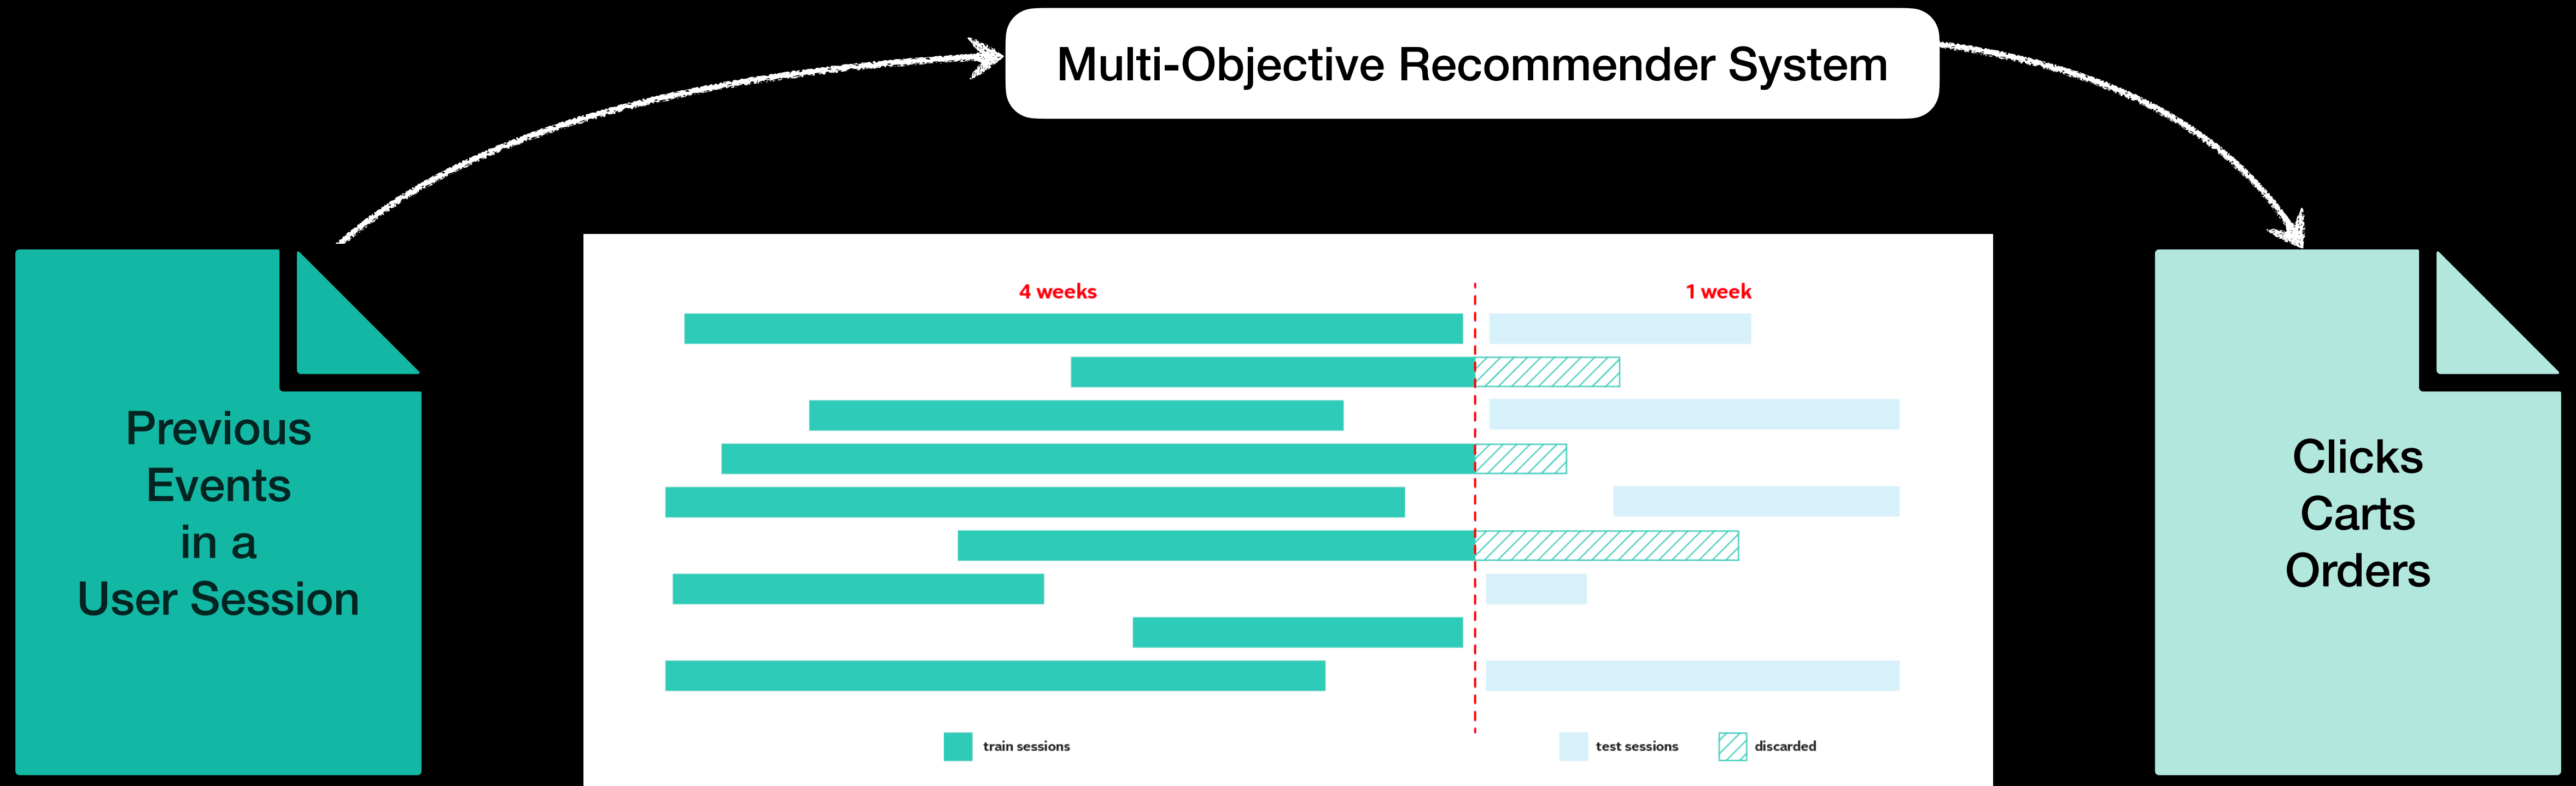 Multi-Objective Recommender System
Previous
Events
in a
User Session
4 weeks
1 week
train sessions
test sessions
discarded
Clicks
Carts
Orders